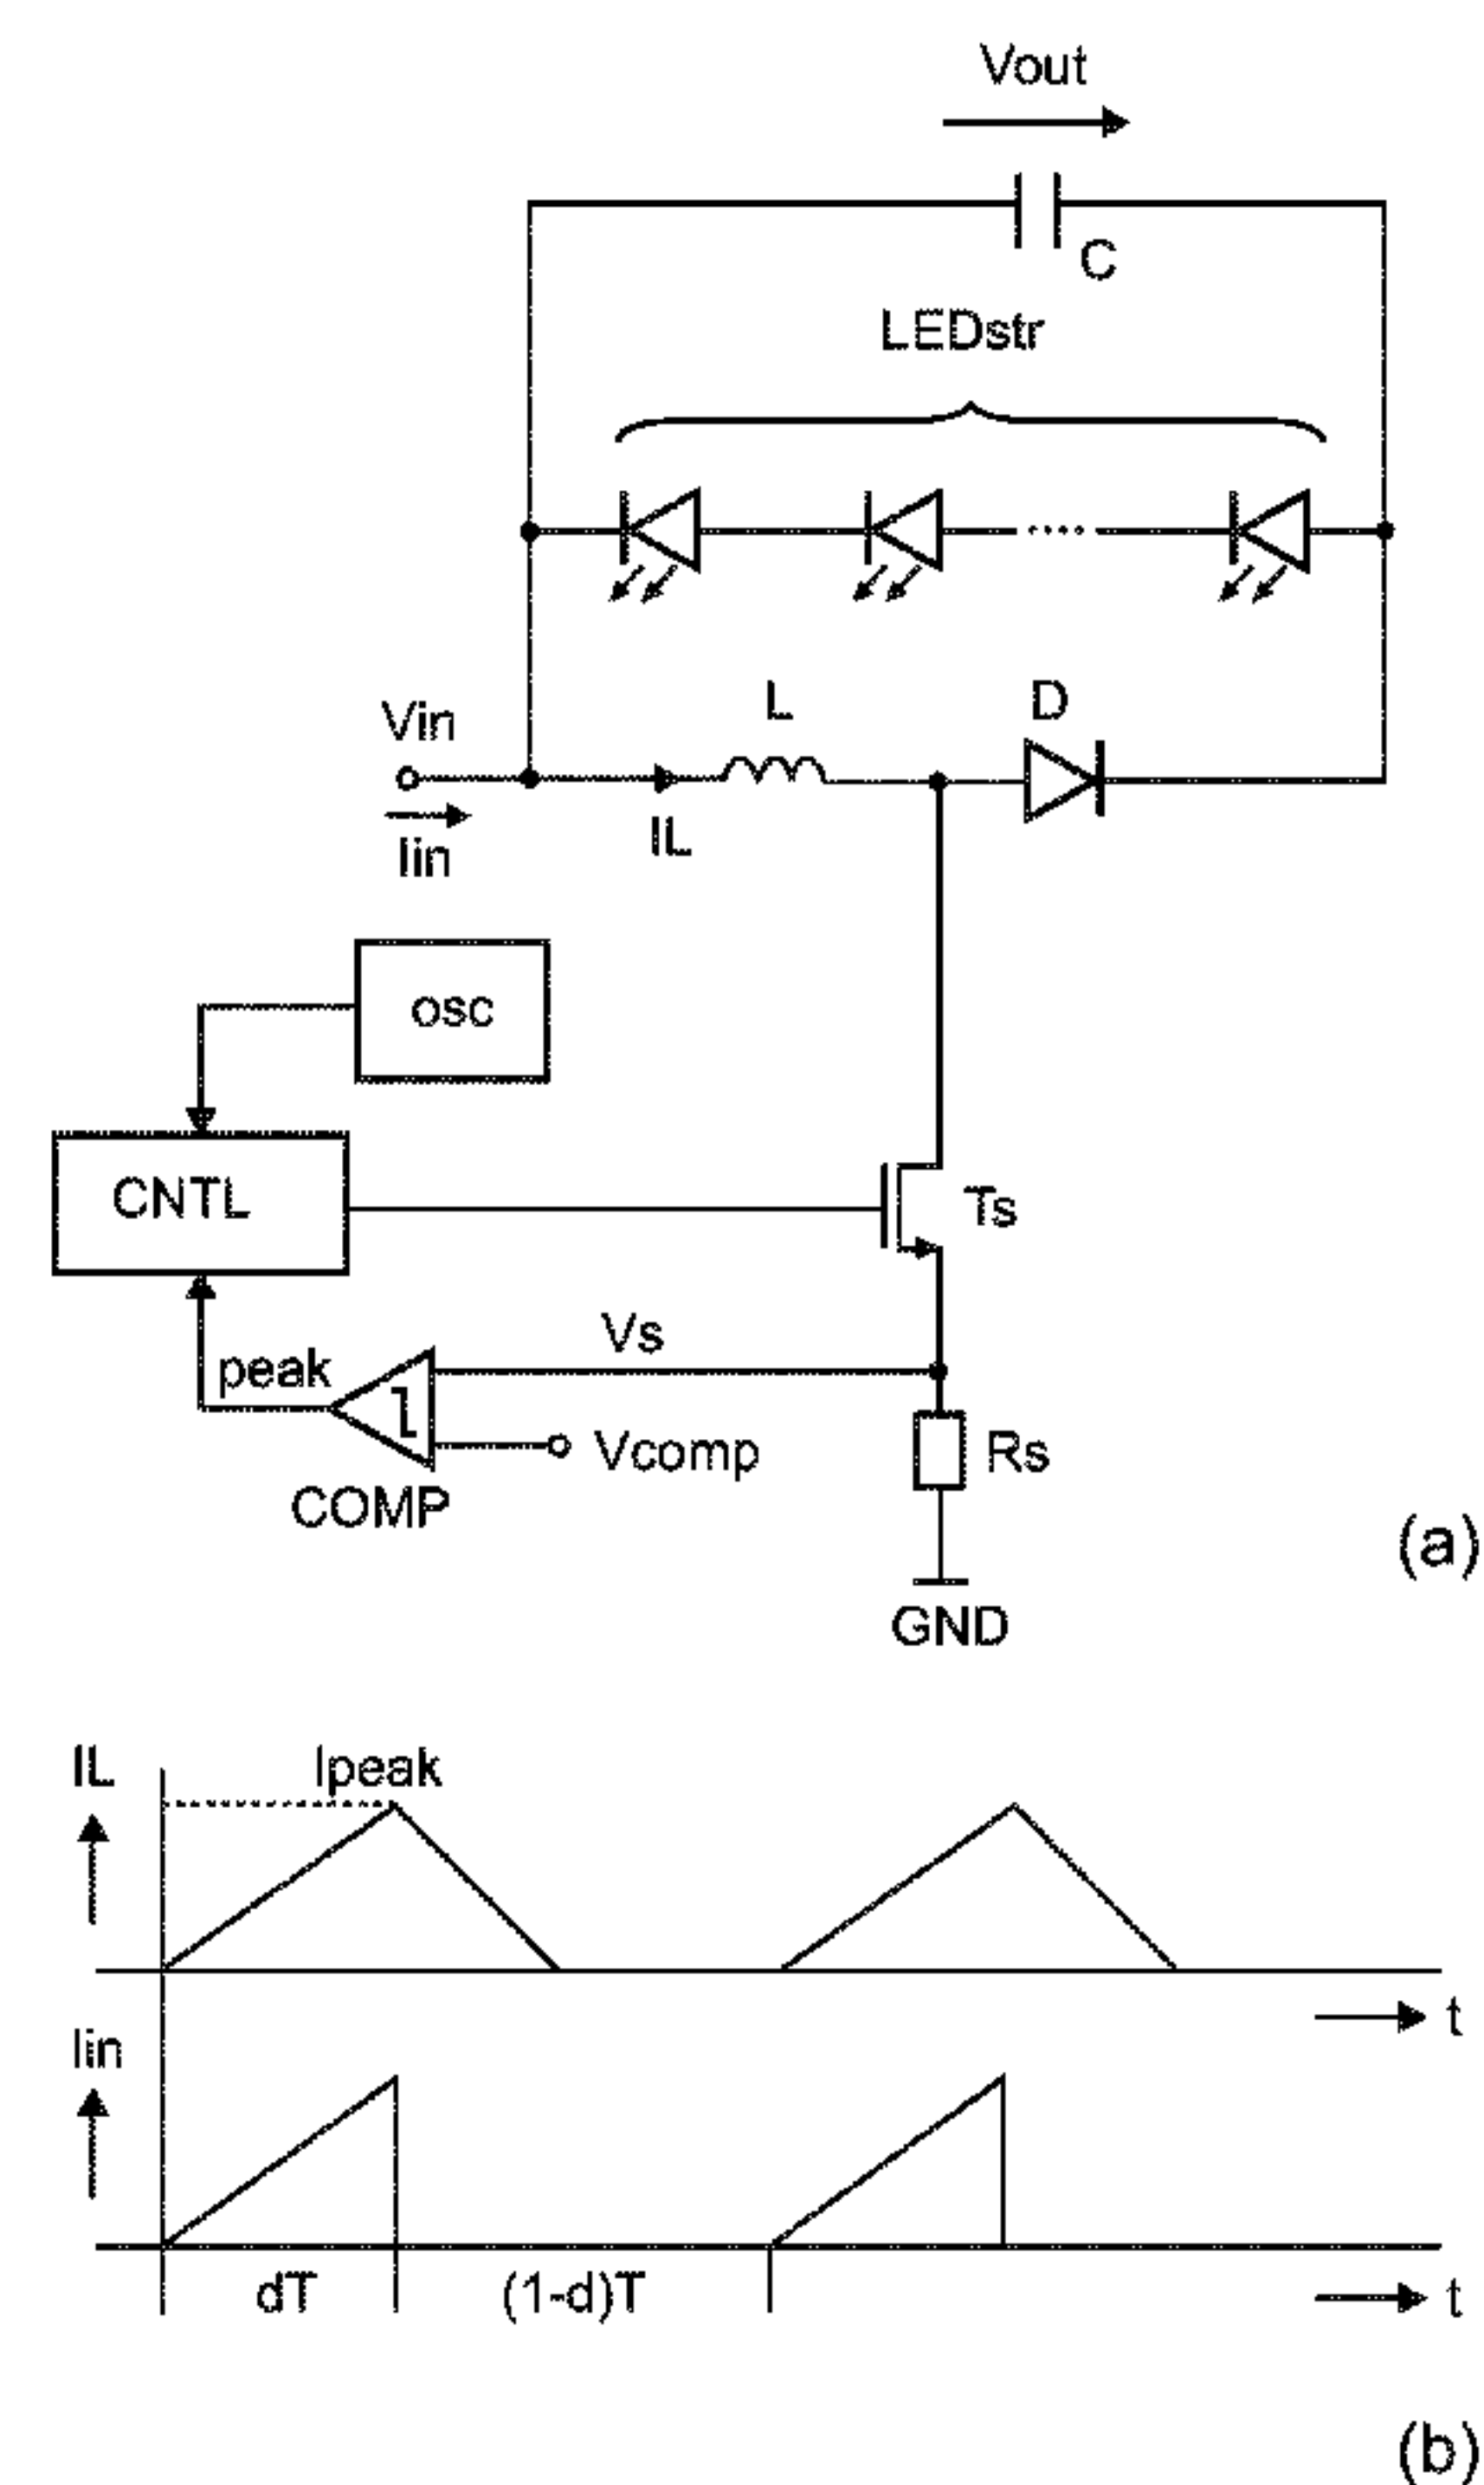 Vout
C
LEDstr
L
D
Vin
Iin
IL
osc
CNTL
Ts
Vs
peak
Vcomp
Rs
COMP
(a)
GND
IL
Ipeak
t
Iin
dT
(1-d)T
t
(b)